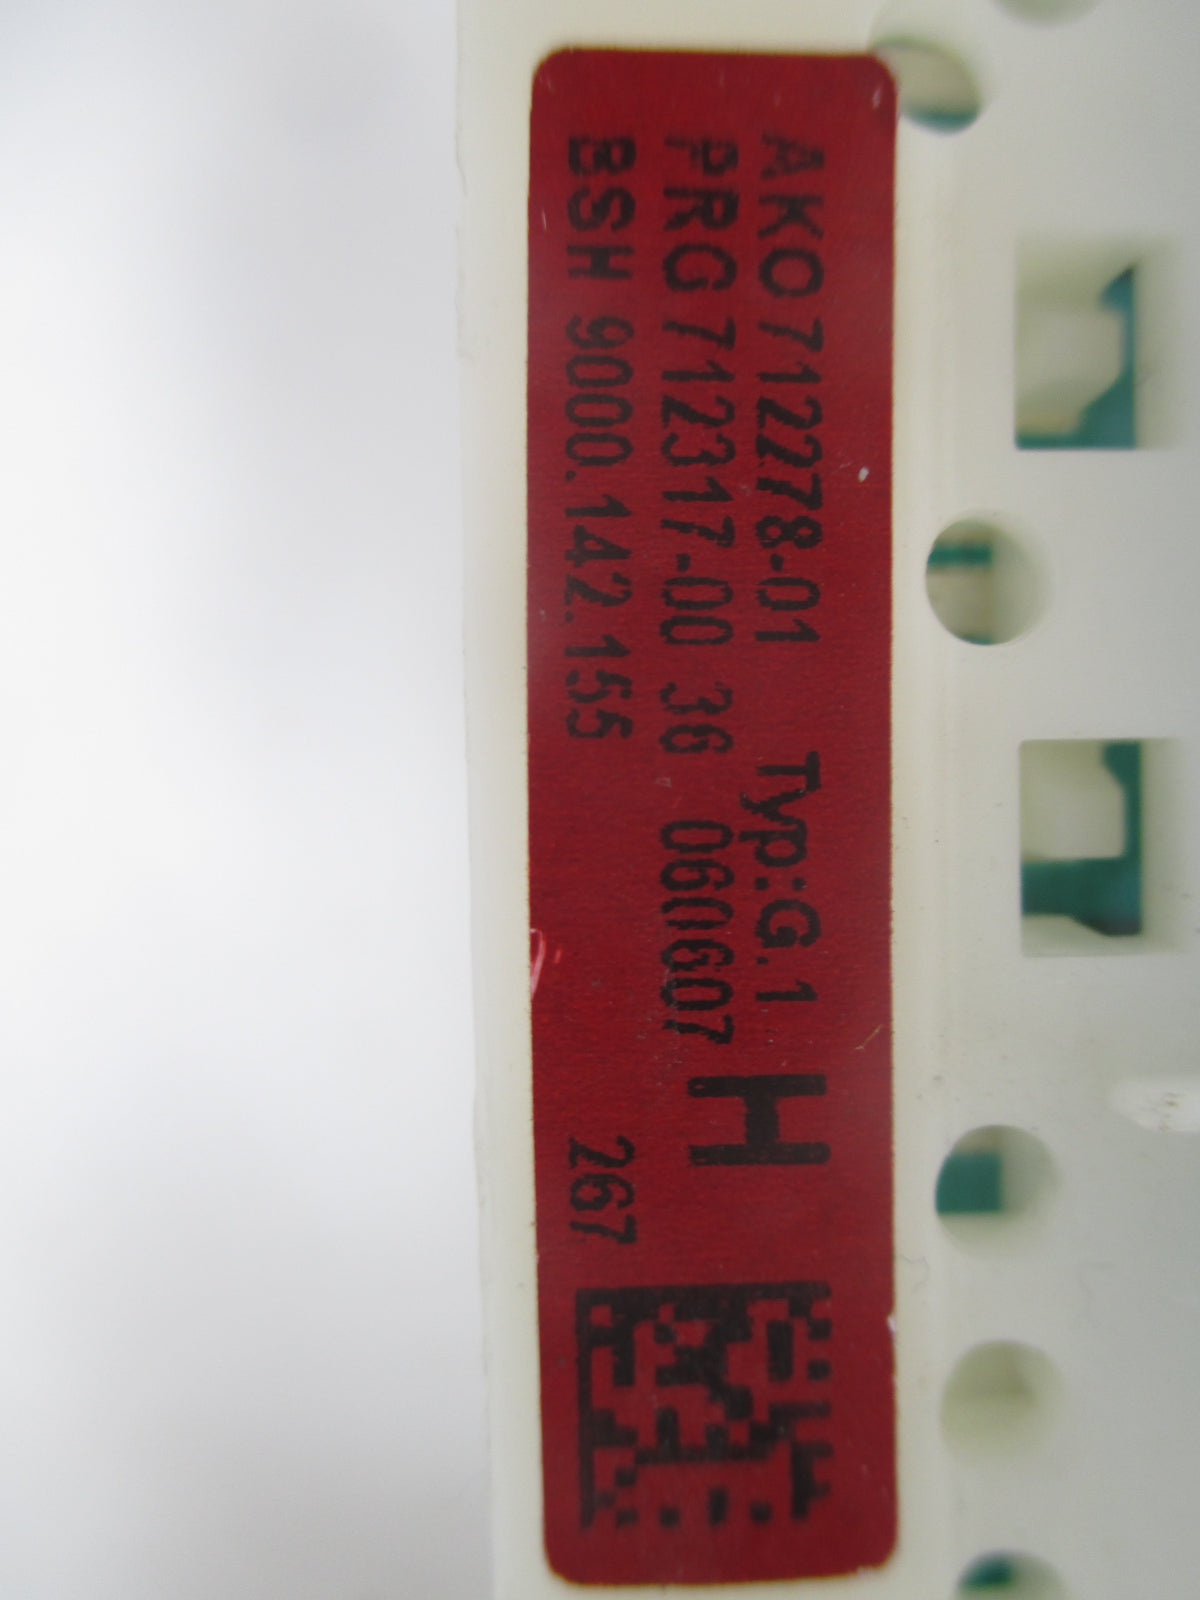 AKO 712278-01 Typ:G.1
PRG 712317-00 36 060607 H
BSH 9000.142.155 267